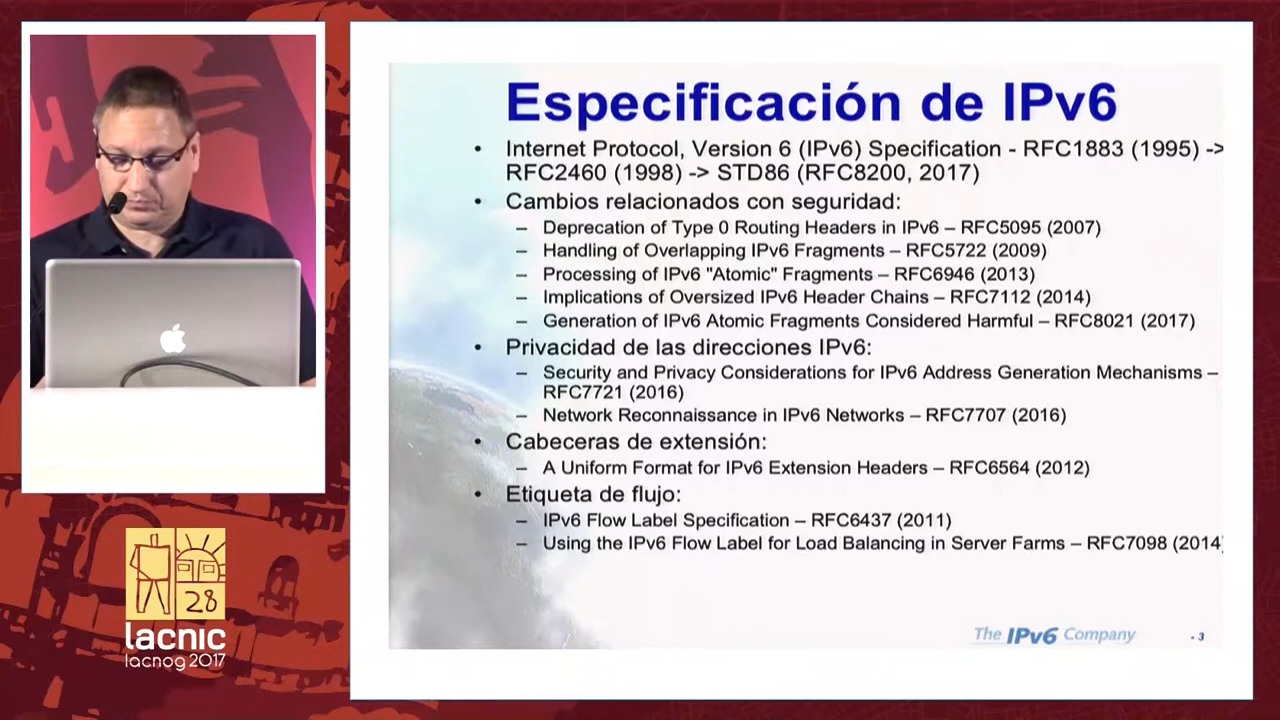 Especificación de IPv6
• Internet Protocol, Version 6 (IPv6) Specification - RFC1883 (1995) ->
RFC2460 (1998) -> STD86 (RFC8200, 2017)
• Cambios relacionados con seguridad:
– Deprecation of Type 0 Routing Headers in IPv6 – RFC5095 (2007)
– Handling of Overlapping IPv6 Fragments – RFC5722 (2009)
– Processing of IPv6 "Atomic" Fragments – RFC6946 (2013)
– Implications of Oversized IPv6 Header Chains – RFC7112 (2014)
– Generation of IPv6 Atomic Fragments Considered Harmful – RFC8021 (2017)
• Privacidad de las direcciones IPv6:
– Security and Privacy Considerations for IPv6 Address Generation Mechanisms –
RFC7721 (2016)
– Network Reconnaissance in IPv6 Networks – RFC7707 (2016)
• Cabeceras de extensión:
– A Uniform Format for IPv6 Extension Headers – RFC6564 (2012)
• Etiqueta de flujo:
– IPv6 Flow Label Specification – RFC6437 (2011)
– Using the IPv6 Flow Label for Load Balancing in Server Farms – RFC7098 (2014)
The IPv6 Company
- 3
28
lacnic
lacnog 2017